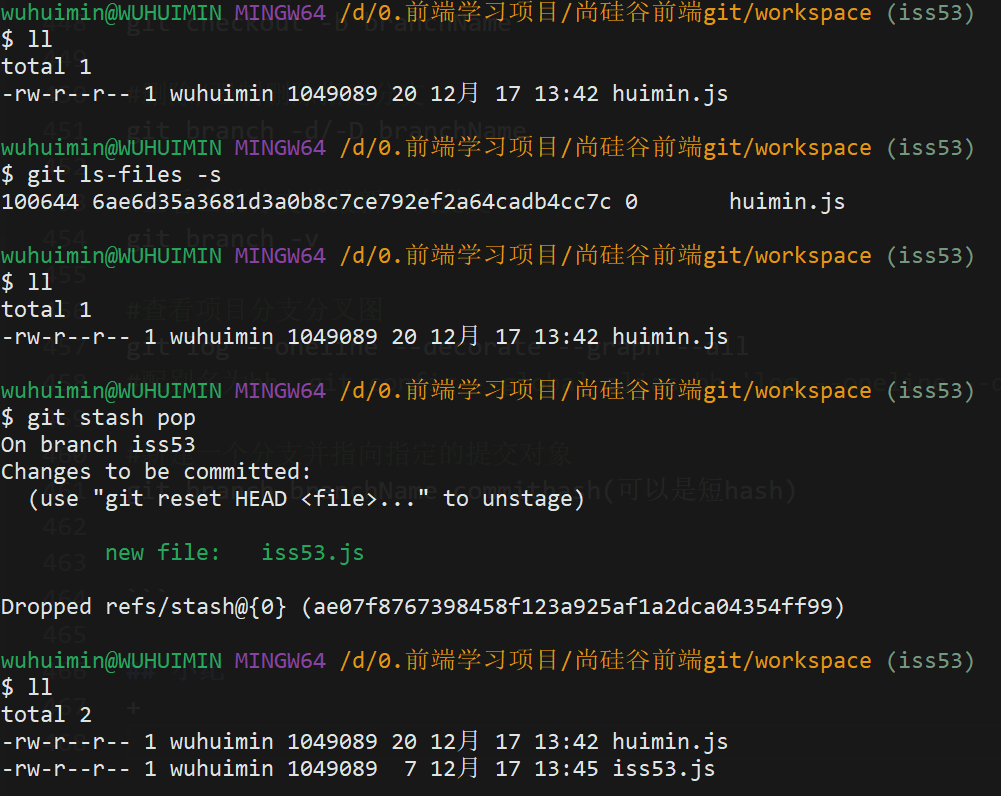 wuhuimin@WUHUIMIN MINGW64 /d/0.前端学习项目/尚硅谷前端git/workspace (iss53)
$ ll
total 1
-rw-r--r-- 1 wuhuimin 1049089 20 12月 17 13:42 huimin.js
wuhuimin@WUHUIMIN MINGW64 /d/0.前端学习项目/尚硅谷前端git/workspace (iss53)
$ git ls-files -s
100644 6ae6d35a3681d3a0b8c7ce792ef2a64cadb4cc7c 0 huimin.js
wuhuimin@WUHUIMIN MINGW64 /d/0.前端学习项目/尚硅谷前端git/workspace (iss53)
$ ll
total 1
-rw-r--r-- 1 wuhuimin 1049089 20 12月 17 13:42 huimin.js
wuhuimin@WUHUIMIN MINGW64 /d/0.前端学习项目/尚硅谷前端git/workspace (iss53)
$ git stash pop
On branch iss53
Changes to be committed:
(use "git reset HEAD <file>..." to unstage)
new file: iss53.js
Dropped refs/stash@{0} (ae07f8767398458f123a925af1a2dca04354ff99)
wuhuimin@WUHUIMIN MINGW64 /d/0.前端学习项目/尚硅谷前端git/workspace (iss53)
$ ll
total 2
-rw-r--r-- 1 wuhuimin 1049089 20 12月 17 13:42 huimin.js
-rw-r--r-- 1 wuhuimin 1049089 7 12月 17 13:45 iss53.js